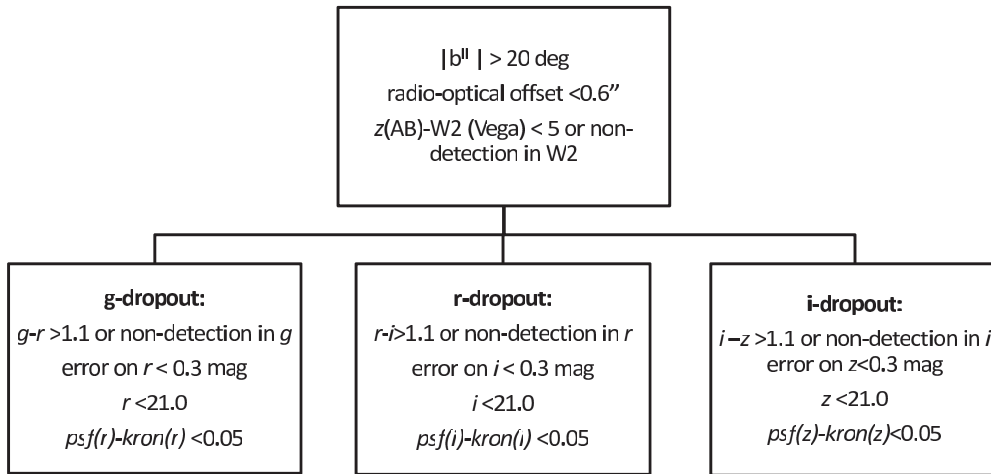 |bᴵᴵ | > 20 deg
radio-optical offset <0.6″
z(AB)-W2 (Vega) < 5 or non-
detection in W2
g-dropout:
g-r >1.1 or non-detection in g
error on r < 0.3 mag
r <21.0
psf(r)-kron(r) <0.05
r-dropout:
r-i>1.1 or non-detection in r
error on i < 0.3 mag
i <21.0
psf(i)-kron(i) <0.05
i-dropout:
i –z >1.1 or non-detection in i
error on z<0.3 mag
z <21.0
psf(z)-kron(z)<0.05